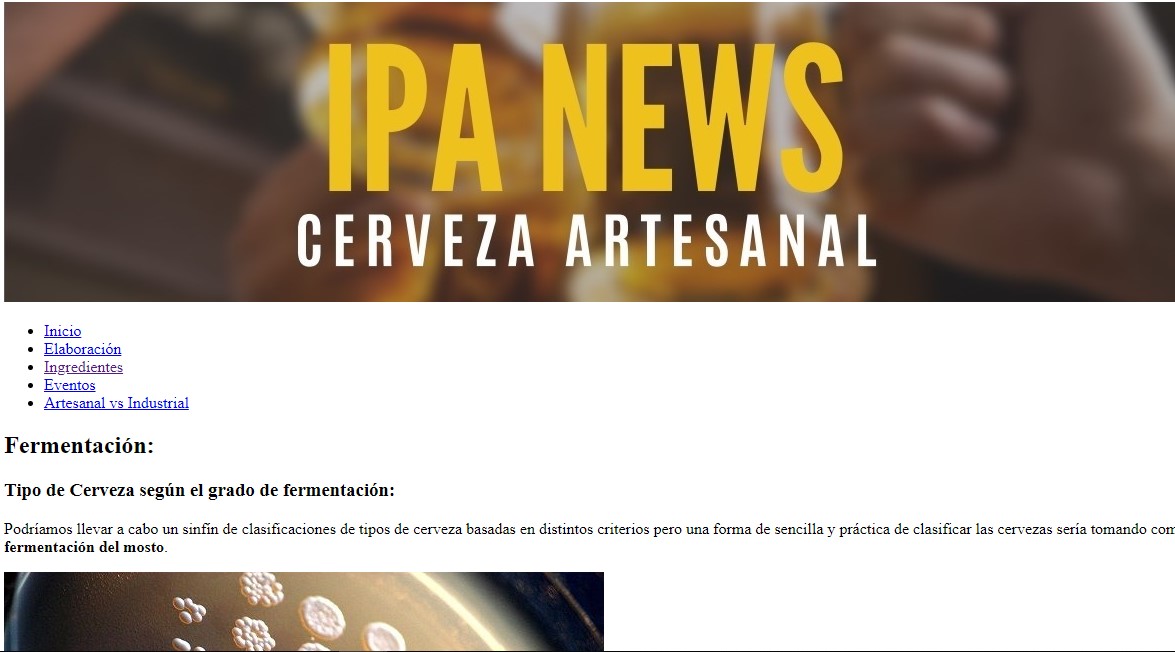 IPA NEWS
CERVEZA ARTESANAL
Inicio
Elaboración
Ingredientes
Eventos
Artesanal vs Industrial
Fermentación:
Tipo de Cerveza según el grado de fermentación:
Podríamos llevar a cabo un sinfín de clasificaciones de tipos de cerveza basadas en distintos criterios pero una forma de sencilla y práctica de clasificar las cervezas sería tomando com
fermentación del mosto.